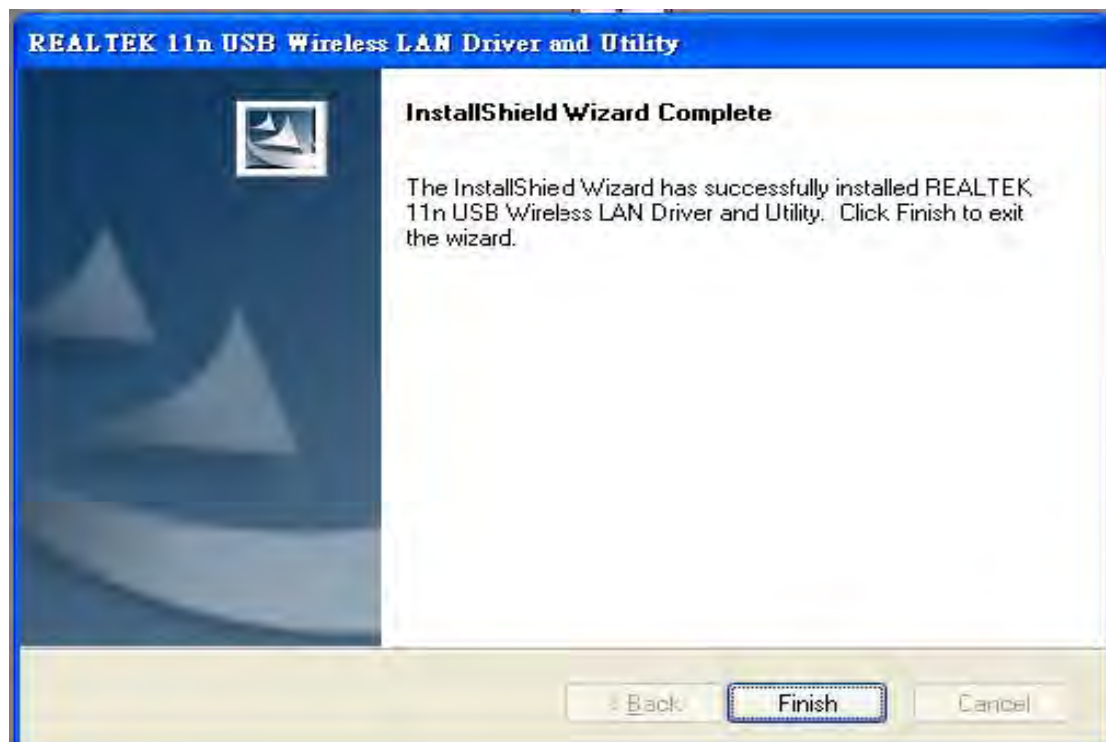 REALTEK 11n USB Wireless LAN Driver and Utility
InstallShield Wizard Complete
The InstallShied Wizard has successfully installed REALTEK
11n USB Wireless LAN Driver and Utility. Click Finish to exit
the wizard.
< Back Finish Cancel